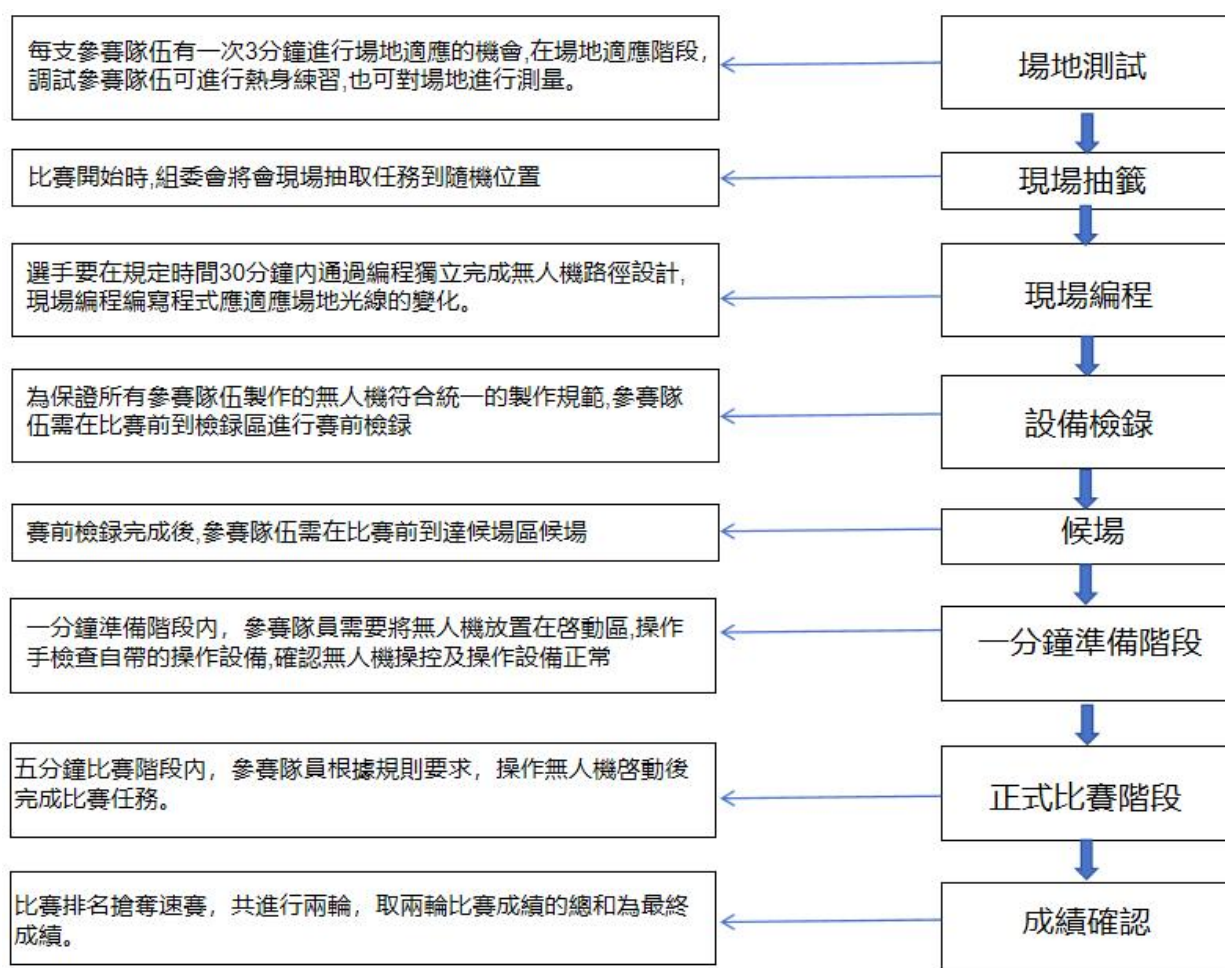 每支參賽隊伍有一次3分鐘進行場地適應的機會,在場地適應階段,
調試參賽隊伍可進行熱身練習,也可對場地進行測量。
場地測試
比賽開始時,組委會將會現場抽取任務到隨機位置
現場抽籤
選手要在規定時間30分鐘内通過編程獨立完成無人機路徑設計,
現場編程編寫程式應適應場地光線的變化。
現場編程
為保證所有參賽隊伍製作的無人機符合統一的製作規範,參賽隊
伍需在比賽前到檢録區進行賽前檢録
設備檢録
賽前檢録完成後,參賽隊伍需在比賽前到達候場區候場
候場
一分鐘準備階段内，參賽隊員需要將無人機放置在啓動區,操作
手檢查自帶的操作設備,確認無人機操控及操作設備正常
一分鐘準備階段
五分鐘比賽階段内，參賽隊員根據規則要求，操作無人機啓動後
完成比賽任務。
正式比賽階段
比賽排名搶奪速賽，共進行兩輪，取兩輪比賽成績的總和為最終
成績。
成績確認